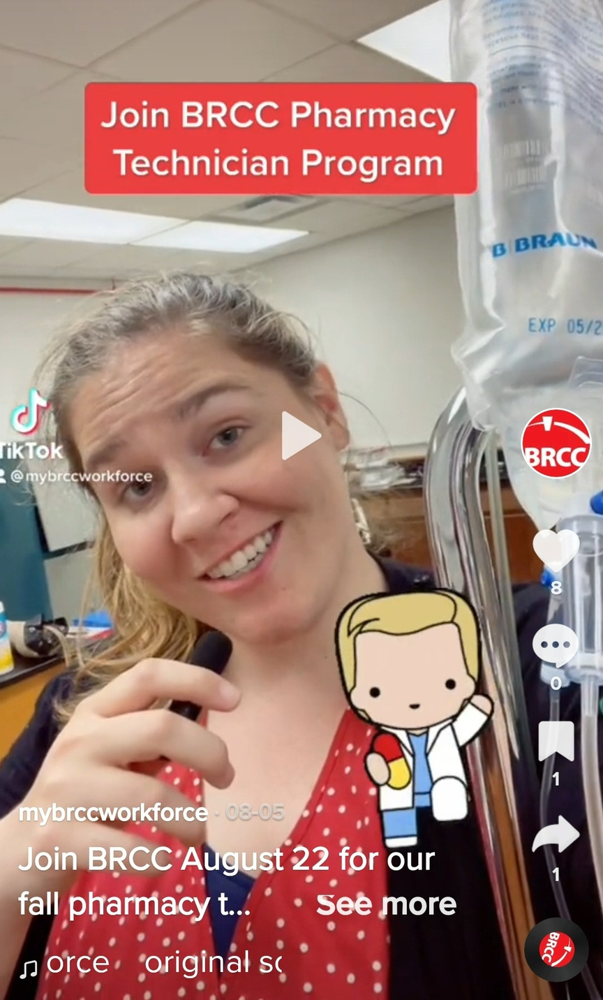 Join BRCC Pharmacy
Technician Program
B BRAUN
EXP 05/2
TikTok
@mybrccworkforce
BRCC
8
0
1
mybrccworkforce · 08-05
1
Join BRCC August 22 for our
fall pharmacy t... See more
orce original so
BRCC